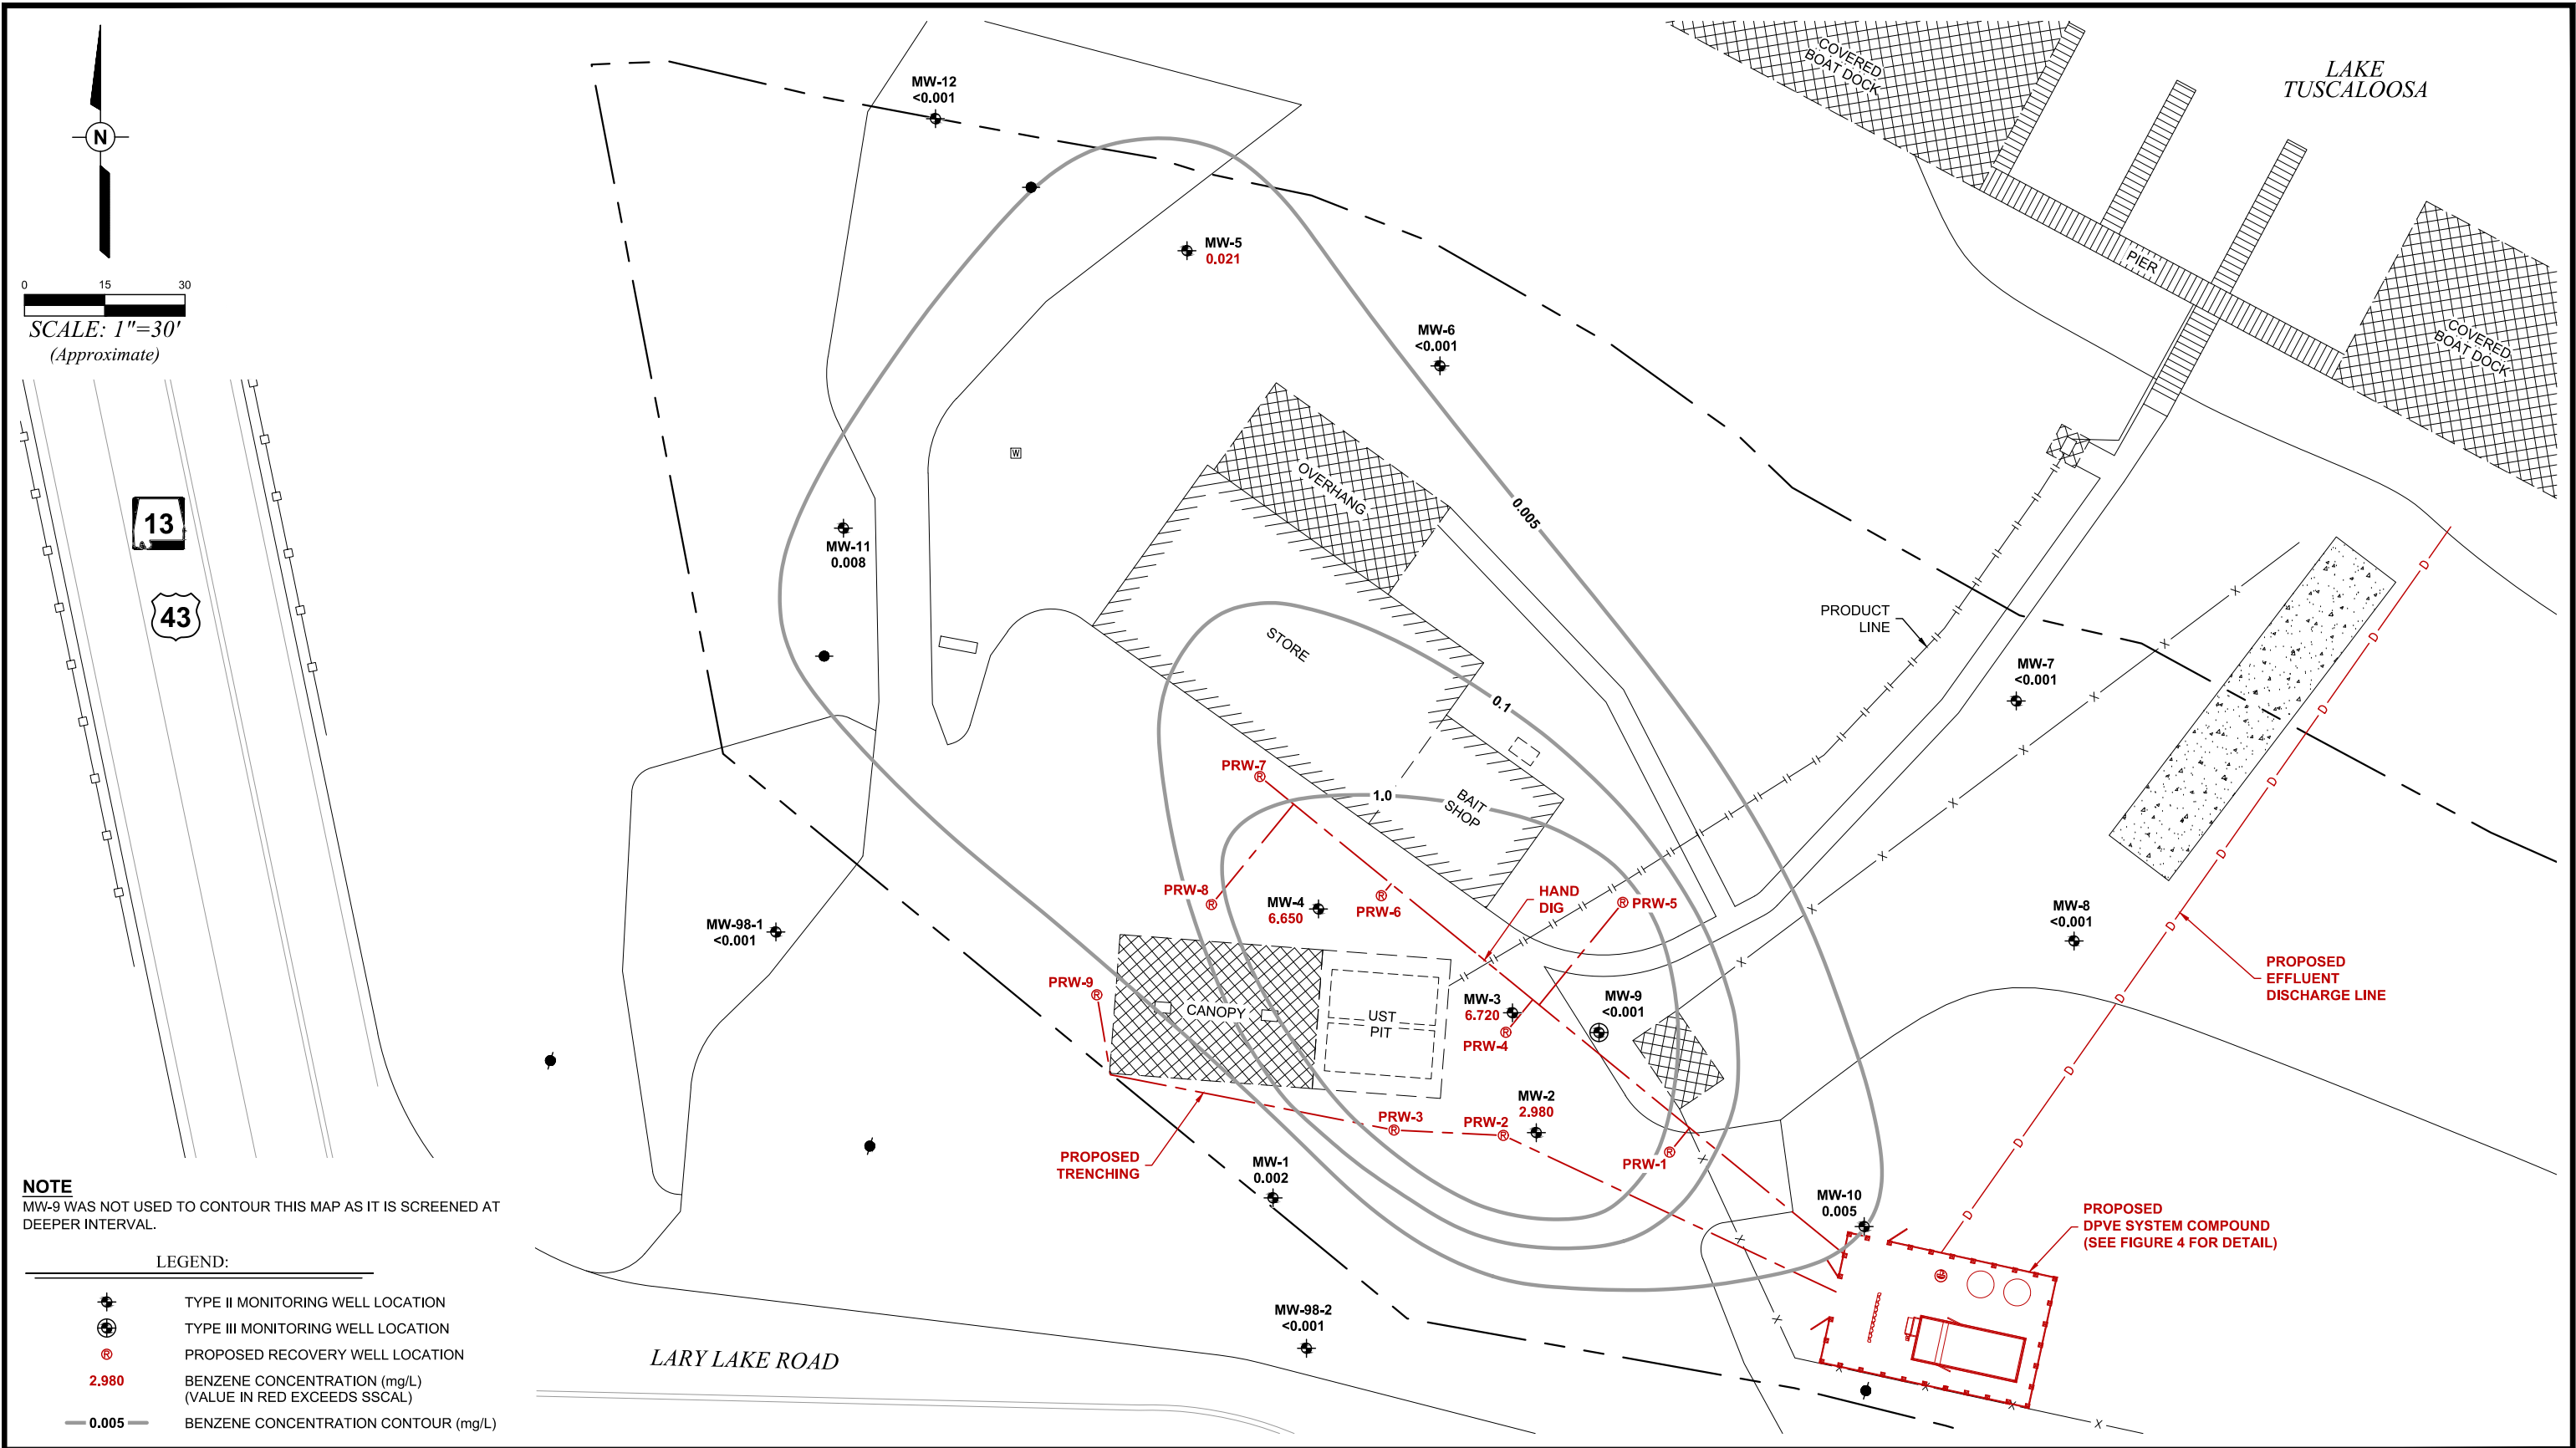 N
0 15 30
SCALE: 1"=30'
(Approximate)
13
43
MW-12
<0.001
MW-5
0.021
MW-6
<0.001
COVERED
BOAT DOCK
LAKE
TUSCALOOSA
PIER
COVERED
BOAT DOCK
W
OVERHANG
0.005
MW-11
0.008
STORE
0.1
PRODUCT
LINE
MW-7
<0.001
PRW-7
1.0
BAIT
SHOP
PRW-8
MW-4
6.650
PRW-6
HAND
DIG
PRW-5
MW-98-1
<0.001
MW-8
<0.001
PROPOSED
EFFLUENT
DISCHARGE LINE
PRW-9
CANOPY
UST
PIT
MW-3
6.720
PRW-4
MW-9
<0.001
MW-2
2.980
PRW-3
PRW-2
PRW-1
PROPOSED
TRENCHING
MW-1
0.002
MW-10
0.005
PROPOSED
DPVE SYSTEM COMPOUND
(SEE FIGURE 4 FOR DETAIL)
MW-98-2
<0.001
LARY LAKE ROAD
NOTE
MW-9 WAS NOT USED TO CONTOUR THIS MAP AS IT IS SCREENED AT
DEEPER INTERVAL.
LEGEND:
TYPE II MONITORING WELL LOCATION
TYPE III MONITORING WELL LOCATION
R PROPOSED RECOVERY WELL LOCATION
2.980 BENZENE CONCENTRATION (mg/L)
(VALUE IN RED EXCEEDS SSCAL)
0.005 BENZENE CONCENTRATION CONTOUR (mg/L)